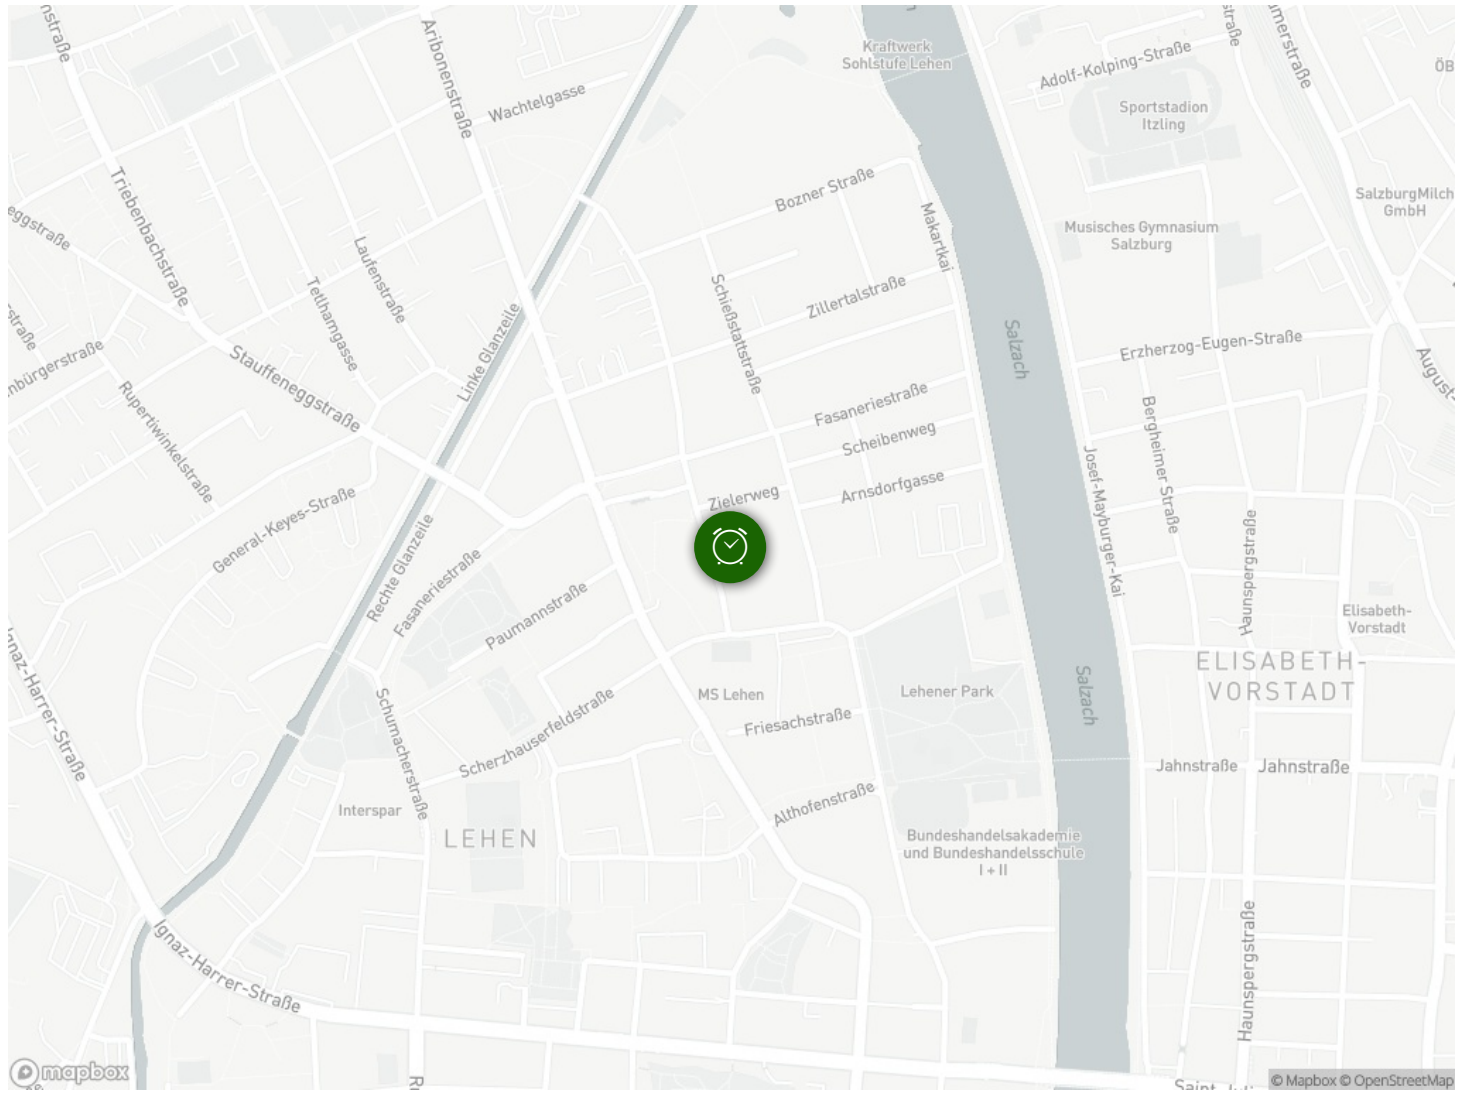 Kraftwerk
Sohlstufe Lehen
Adolf-Kolping-Straße
Aribonenstraße
Wachtelgasse
Sportstadion
Itzling
Triebenbachstraße
Bozner Straße
SalzburgMilch
GmbH
Makartkai
Musisches Gymnasium
Salzburg
Laufenstraße
Tetlhamgasse
Schießstattstraße
Zillertalstraße
Linke Glanzeile
Salzach
Erzherzog-Eugen-Straße
Stauffeneggstraße
August-
Rupertiwinkelstraße
Fasaneriestraße
Scheibenweg
Bergheimer Straße
Josef-Mayburger-Kai
Zielerweg
Arnsdorfgasse
General-Keyes-Straße
Rechte Glanzeile
Haunspergstraße
Fasaneriestraße
Paumannstraße
Elisabeth-
Vorstadt
Ignaz-Harrer-Straße
ELISABETH-
VORSTADT
MS Lehen
Lehener Park
Salzach
Schumacherstraße
Scherzhauserfeldstraße
Friesachstraße
Jahnstraße
Jahnstraße
Interspar
Althofenstraße
LEHEN
Bundeshandelsakademie
und Bundeshandelsschule
I + II
Ignaz-Harrer-Straße
Haunspergstraße
mapbox
© Mapbox © OpenStreetMap